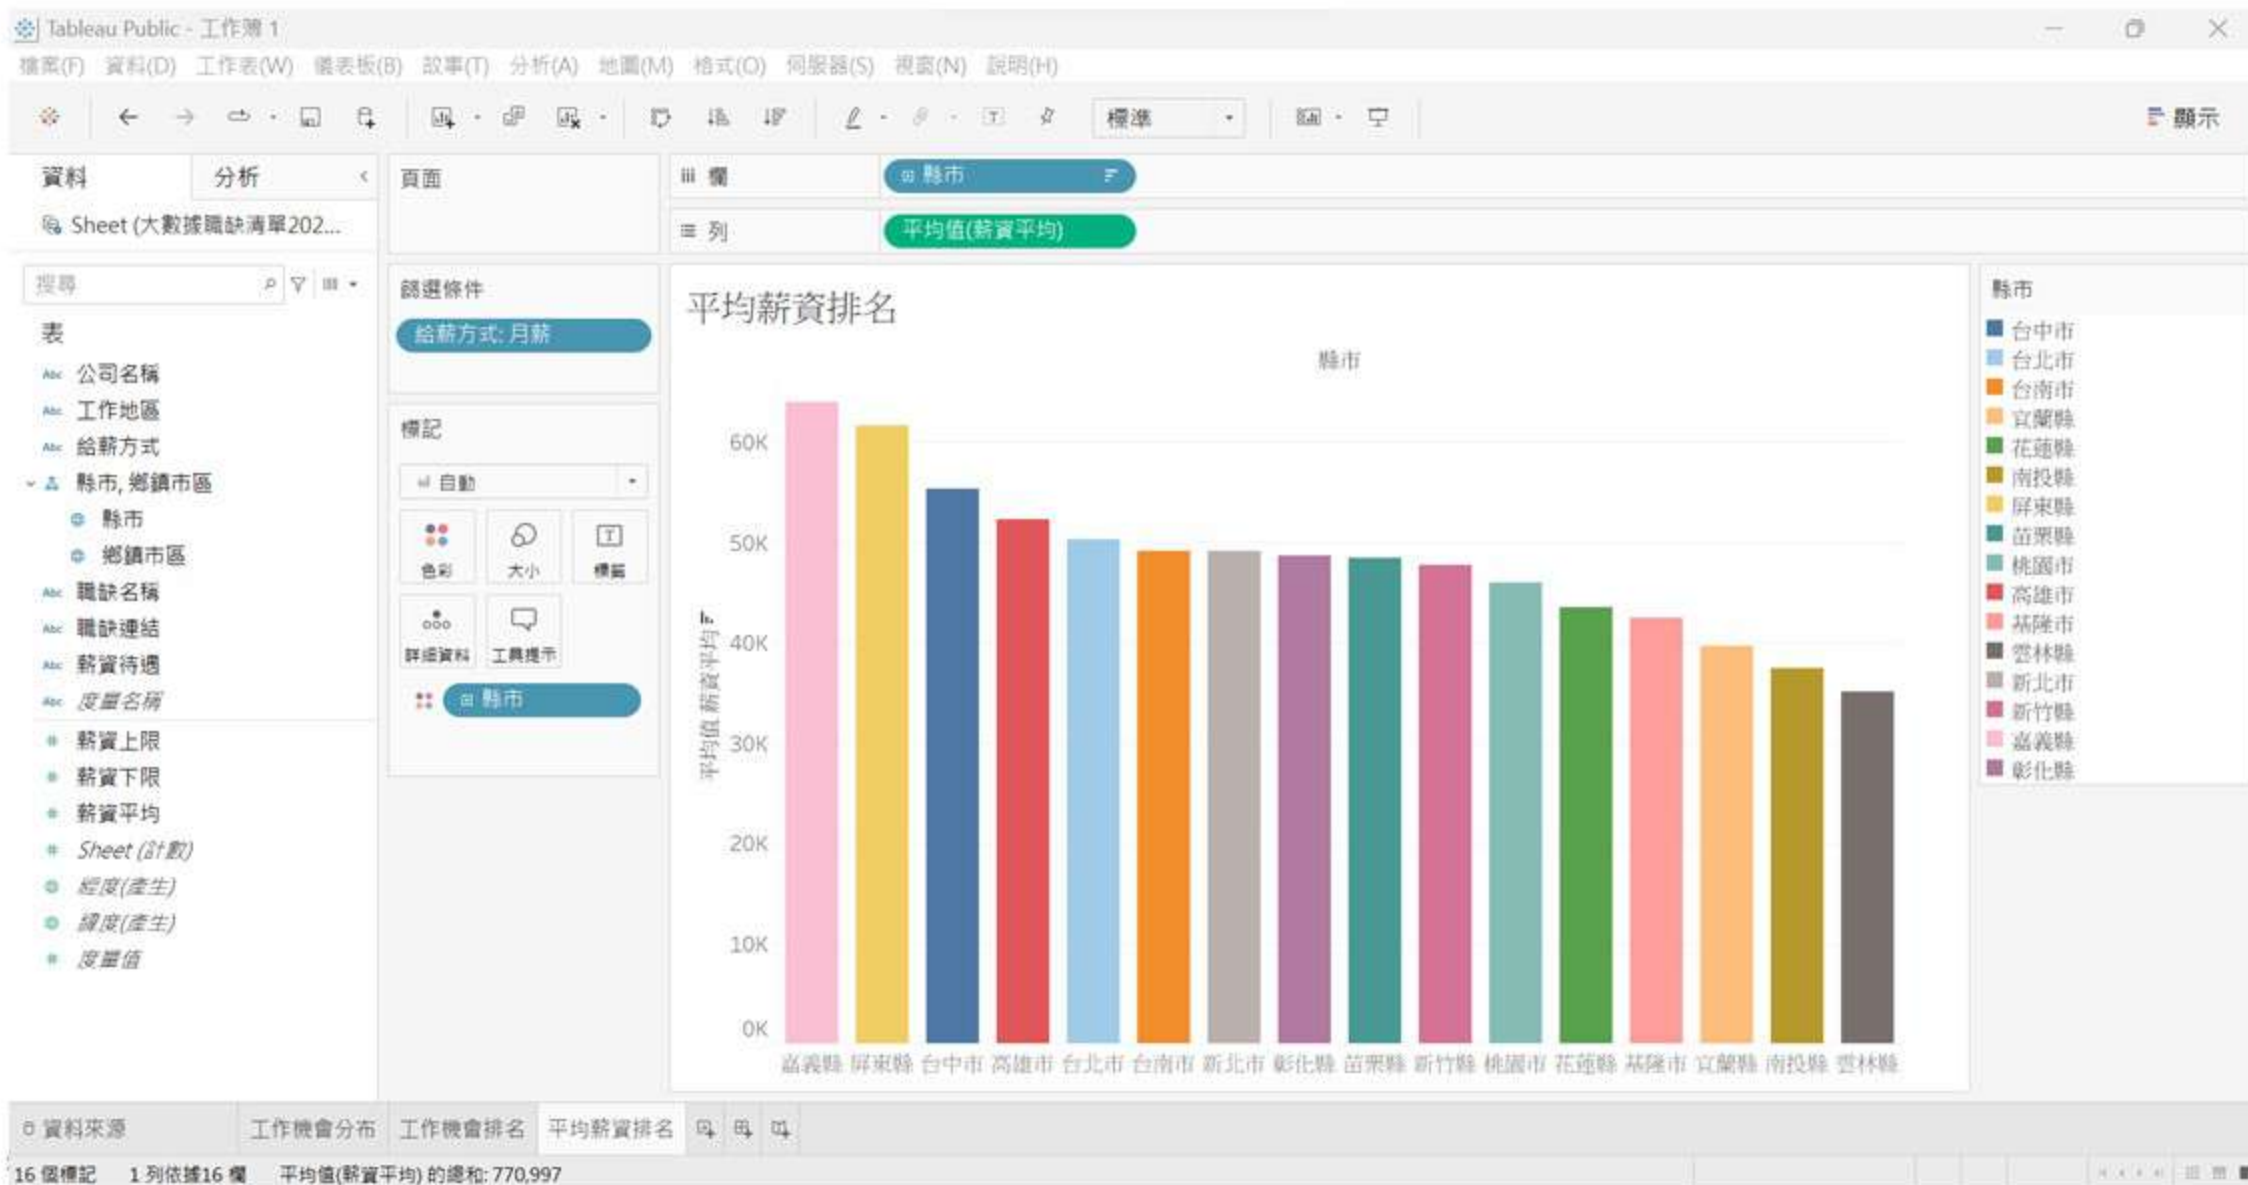 Tableau Public - 工作簿 1
檔案(F) 資料(D) 工作表(W) 儀表板(B) 故事(T) 分析(A) 地圖(M) 格式(O) 伺服器(S) 視窗(N) 說明(H)
標準
顯示
資料 分析
Sheet (大數據職缺清單202...
搜尋
表
Abc 公司名稱
Abc 工作地區
Abc 給薪方式
縣市, 鄉鎮市區
縣市
鄉鎮市區
Abc 職缺名稱
Abc 職缺連結
Abc 薪資待遇
Abc 度量名稱
# 薪資上限
# 薪資下限
# 薪資平均
# Sheet (計數)
經度(產生)
緯度(產生)
# 度量值
頁面
篩選條件
給薪方式: 月薪
標記
自動
色彩 大小 標籤
詳細資料 工具提示
縣市
欄 縣市
列 平均值(薪資平均)
平均薪資排名
縣市
平均值 薪資平均
60K
50K
40K
30K
20K
10K
0K
嘉義縣 屏東縣 台中市 高雄市 台北市 台南市 新北市 彰化縣 苗栗縣 新竹縣 桃園市 花蓮縣 基隆市 宜蘭縣 南投縣 雲林縣
縣市
台中市
台北市
台南市
宜蘭縣
花蓮縣
南投縣
屏東縣
苗栗縣
桃園市
高雄市
基隆市
雲林縣
新北市
新竹縣
嘉義縣
彰化縣
資料來源 工作機會分布 工作機會排名 平均薪資排名
16 個標記 1 列依據16 欄 平均值(薪資平均) 的總和: 770,997